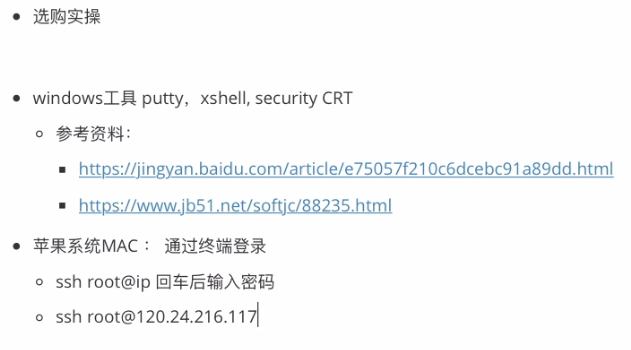 选购实操
windows工具 putty，xshell, security CRT
参考资料：
https://jingyan.baidu.com/article/e75057f210c6dcebc91a89dd.html
https://www.jb51.net/softjc/88235.html
苹果系统MAC： 通过终端登录
ssh root@ip 回车后输入密码
ssh root@120.24.216.117